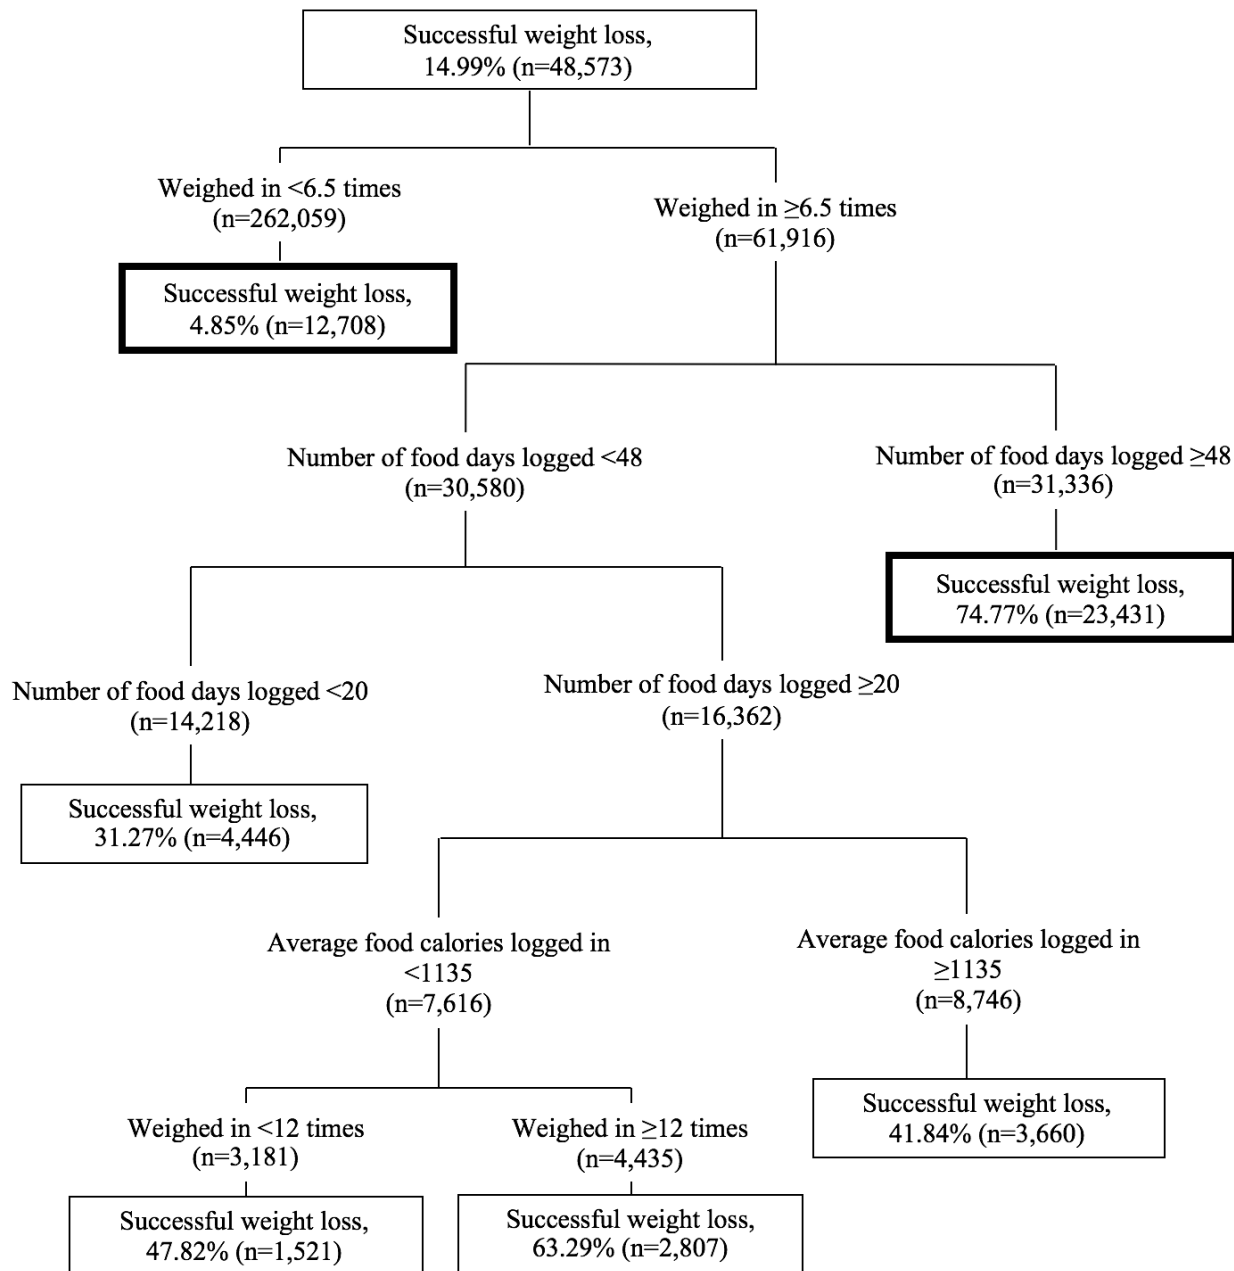 Successful weight loss,
14.99% (n=48,573)
Weighed in <6.5 times
(n=262,059)
Weighed in ≥6.5 times
(n=61,916)
Successful weight loss,
4.85% (n=12,708)
Number of food days logged <48
(n=30,580)
Number of food days logged ≥48
(n=31,336)
Successful weight loss,
74.77% (n=23,431)
Number of food days logged <20
(n=14,218)
Number of food days logged ≥20
(n=16,362)
Successful weight loss,
31.27% (n=4,446)
Average food calories logged in
<1135
(n=7,616)
Average food calories logged in
≥1135
(n=8,746)
Successful weight loss,
41.84% (n=3,660)
Weighed in <12 times
(n=3,181)
Weighed in ≥12 times
(n=4,435)
Successful weight loss,
47.82% (n=1,521)
Successful weight loss,
63.29% (n=2,807)